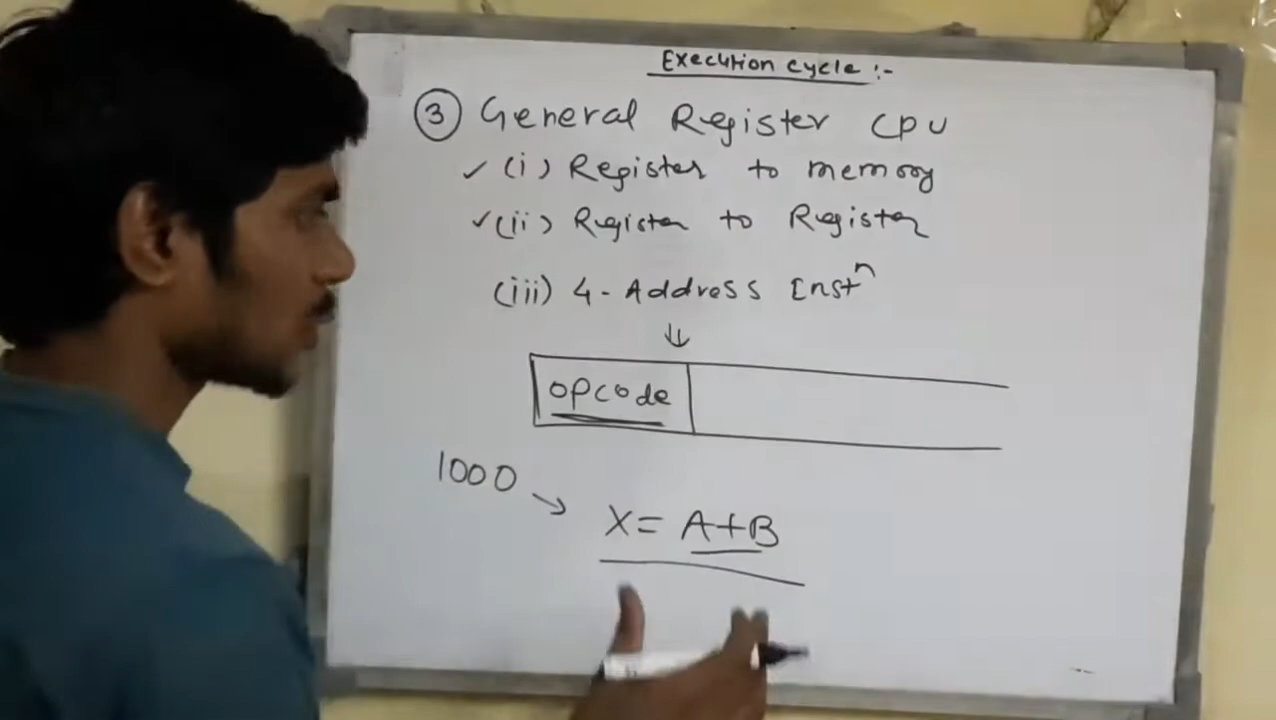 Execution cycle :-
③ General Register CPU
✓ (i) Register to memory
✓ (ii) Register to Register
(iii) 4-Address Instⁿ
↓
opcode
1000 → X = A+B